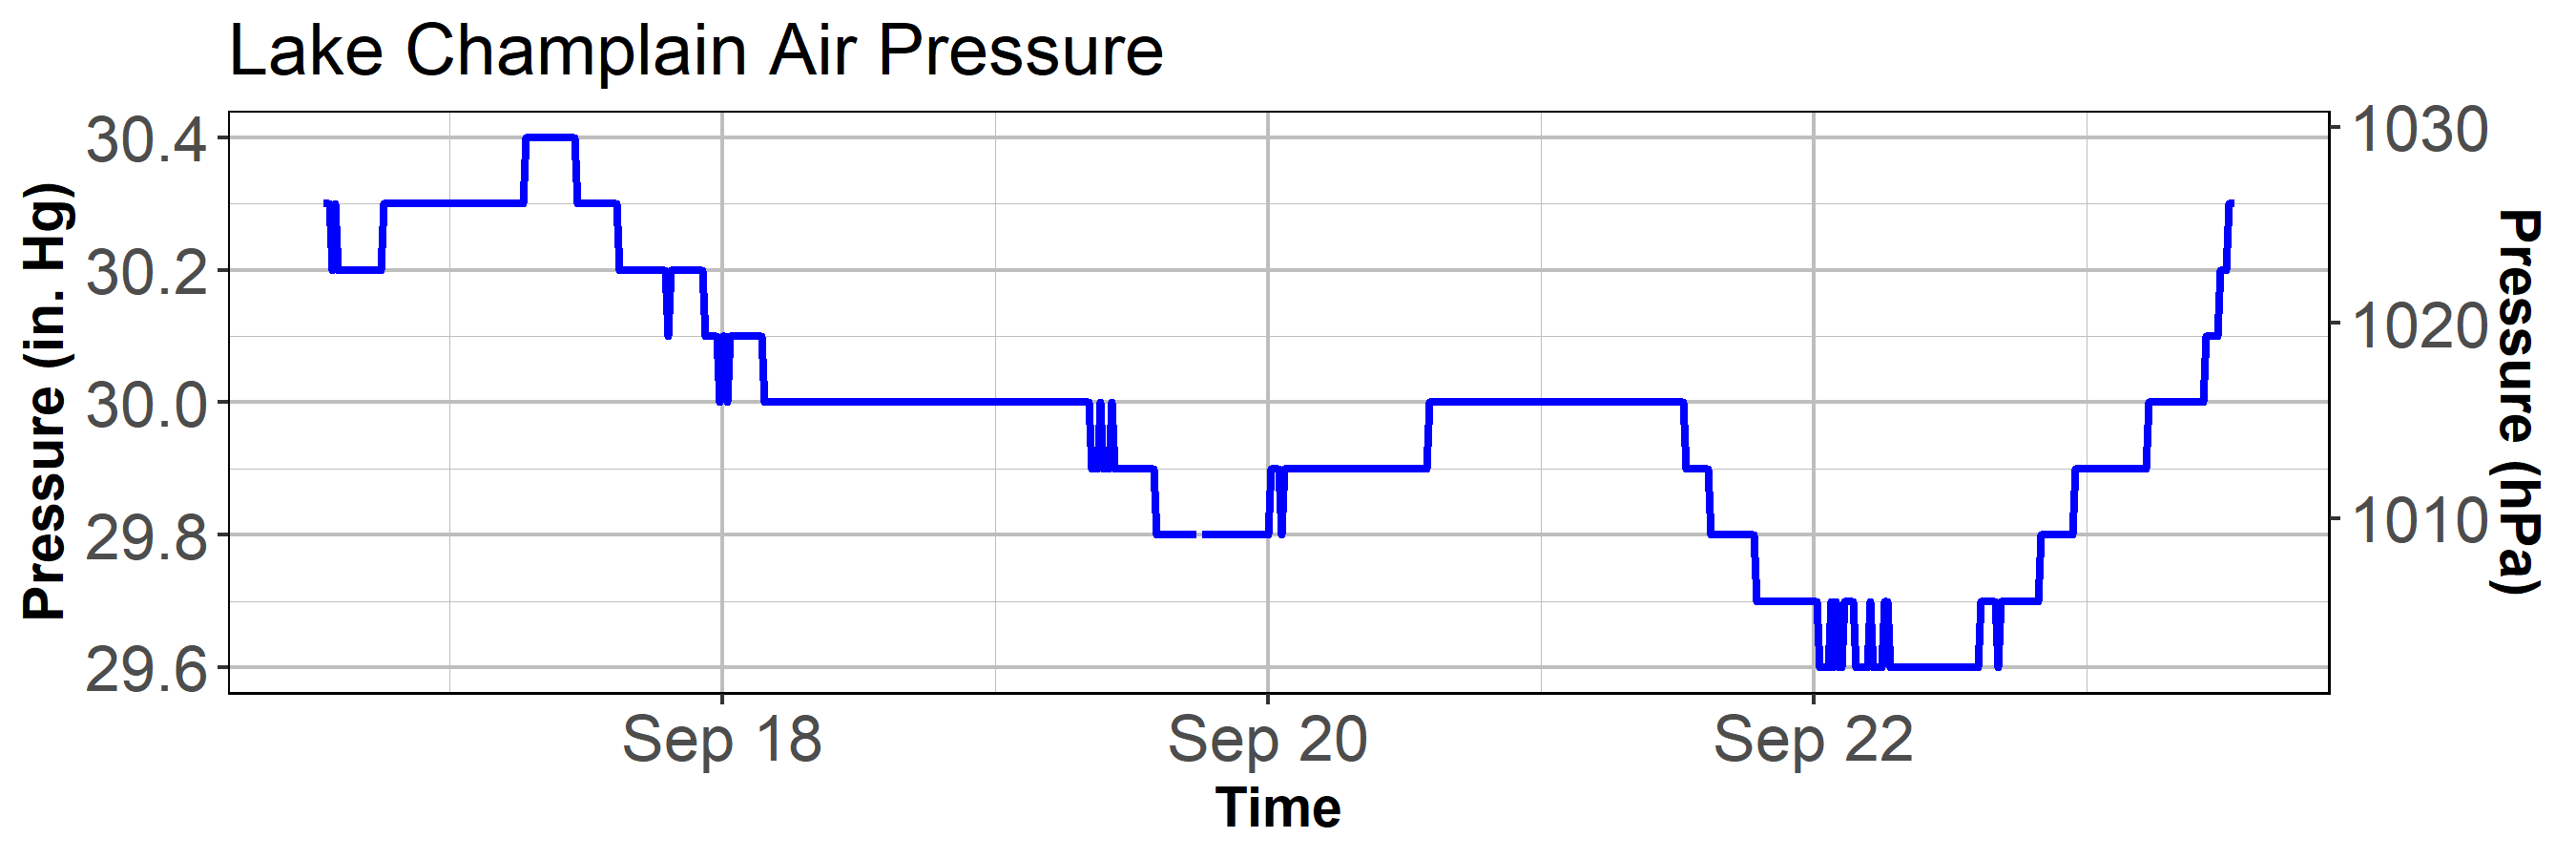 Lake Champlain Air Pressure
30.4
30.2
30.0
29.8
29.6
Pressure (in. Hg)
1030
1020
1010
Pressure (hPa)
Sep 18
Sep 20
Sep 22
Time